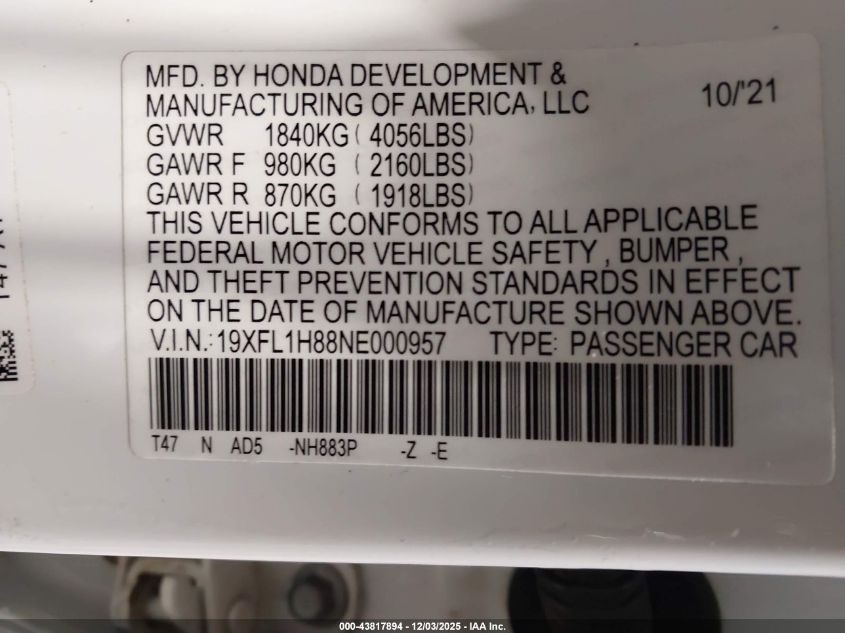 MFD. BY HONDA DEVELOPMENT &
MANUFACTURING OF AMERICA, LLC 10/'21
GVWR 1840KG ( 4056LBS)
GAWR F 980KG ( 2160LBS)
GAWR R 870KG ( 1918LBS)
THIS VEHICLE CONFORMS TO ALL APPLICABLE
FEDERAL MOTOR VEHICLE SAFETY , BUMPER ,
AND THEFT PREVENTION STANDARDS IN EFFECT
ON THE DATE OF MANUFACTURE SHOWN ABOVE.
V.I.N.:19XFL1H88NE000957 TYPE: PASSENGER CAR
T47 N AD5 -NH883P -Z -E
000-43817894 - 12/03/2025 - IAA Inc.